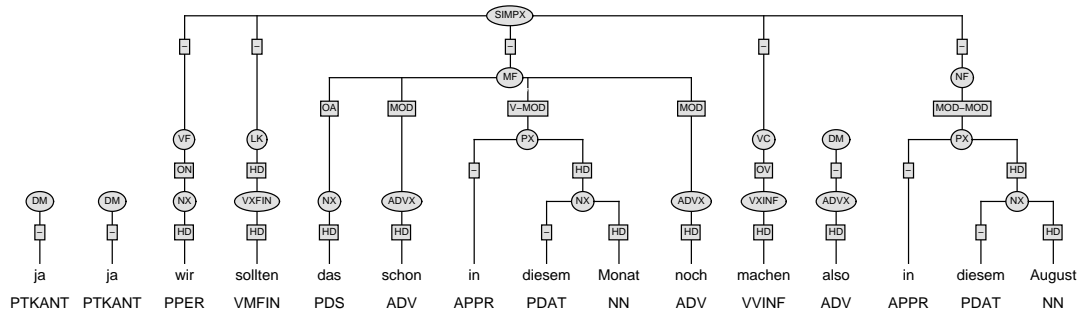 SIMPX
– – – – –
MF NF
OA MOD V–MOD MOD MOD–MOD
VF LK PX VC DM PX
ON HD – HD OV – – HD
DM DM NX VXFIN NX ADVX NX ADVX VXINF ADVX NX
– – HD HD HD HD – HD HD HD HD – HD
ja ja wir sollten das schon in diesem Monat noch machen also in diesem August
PTKANT PTKANT PPER VMFIN PDS ADV APPR PDAT NN ADV VVINF ADV APPR PDAT NN